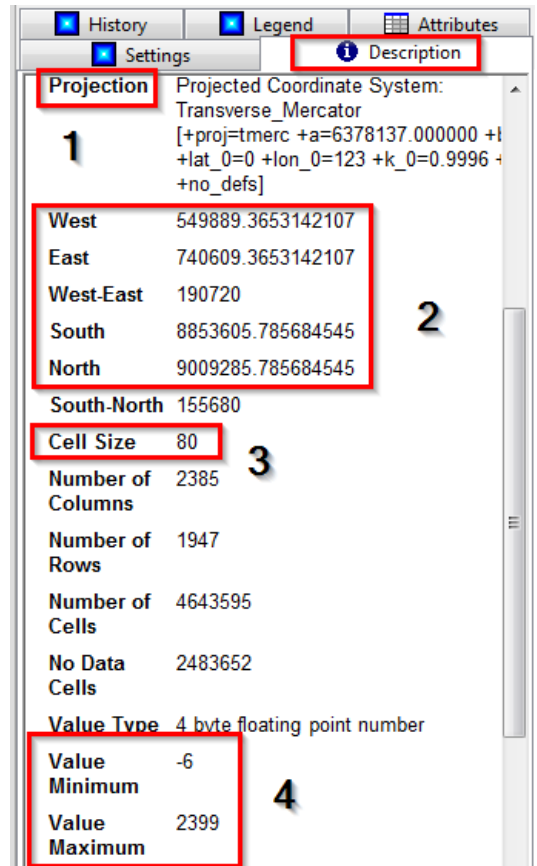 History Legend Attributes
Settings Description
Projection Projected Coordinate System:
Transverse_Mercator
1 [+proj=tmerc +a=6378137.000000 +
+lat_0=0 +lon_0=123 +k_0=0.9996 +
+no_defs]
West 549889.3653142107
East 740609.3653142107
West-East 190720
2
South 8853605.785684545
North 9009285.785684545
South-North 155680
Cell Size 80
3
Number of 2385
Columns
Number of 1947
Rows
Number of 4643595
Cells
No Data 2483652
Cells
Value Type 4 byte floating point number
Value -6
Minimum
4
Value 2399
Maximum